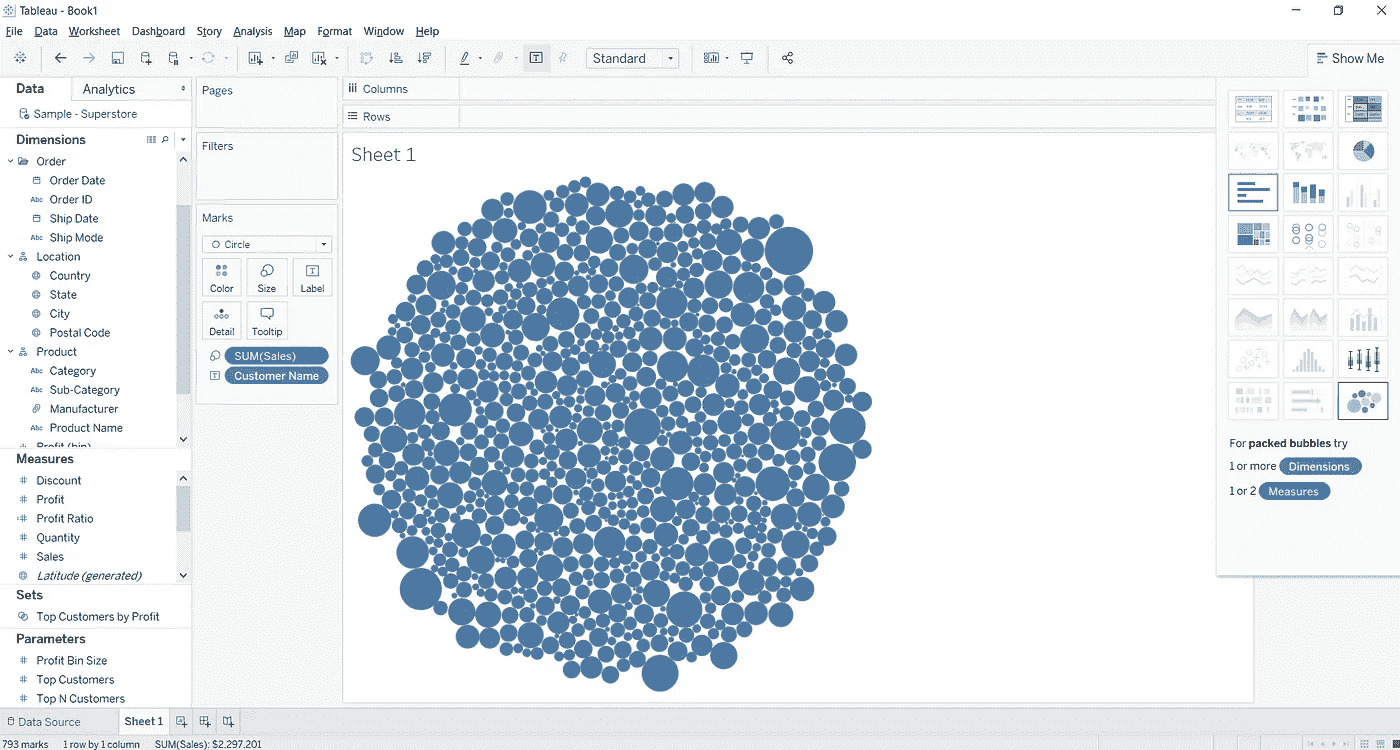 Tableau - Book1
File Data Worksheet Dashboard Story Analysis Map Format Window Help
Standard
Show Me
Data
Analytics
Sample - Superstore
Dimensions
Order
Order Date
Abc Order ID
Ship Date
Abc Ship Mode
Location
Country
State
City
Postal Code
Product
Abc Category
Abc Sub-Category
Manufacturer
Abc Product Name
Profit (bin)
Measures
# Discount
# Profit
=# Profit Ratio
# Quantity
# Sales
Latitude (generated)
Sets
Top Customers by Profit
Parameters
# Profit Bin Size
# Top Customers
# Top N Customers
Pages
Filters
Marks
Circle
Color Size Label
Detail Tooltip
SUM(Sales)
Customer Name
Columns
Rows
Sheet 1
For packed bubbles try
1 or more Dimensions
1 or 2 Measures
Data Source
Sheet 1
793 marks 1 row by 1 column SUM(Sales): $2,297,201